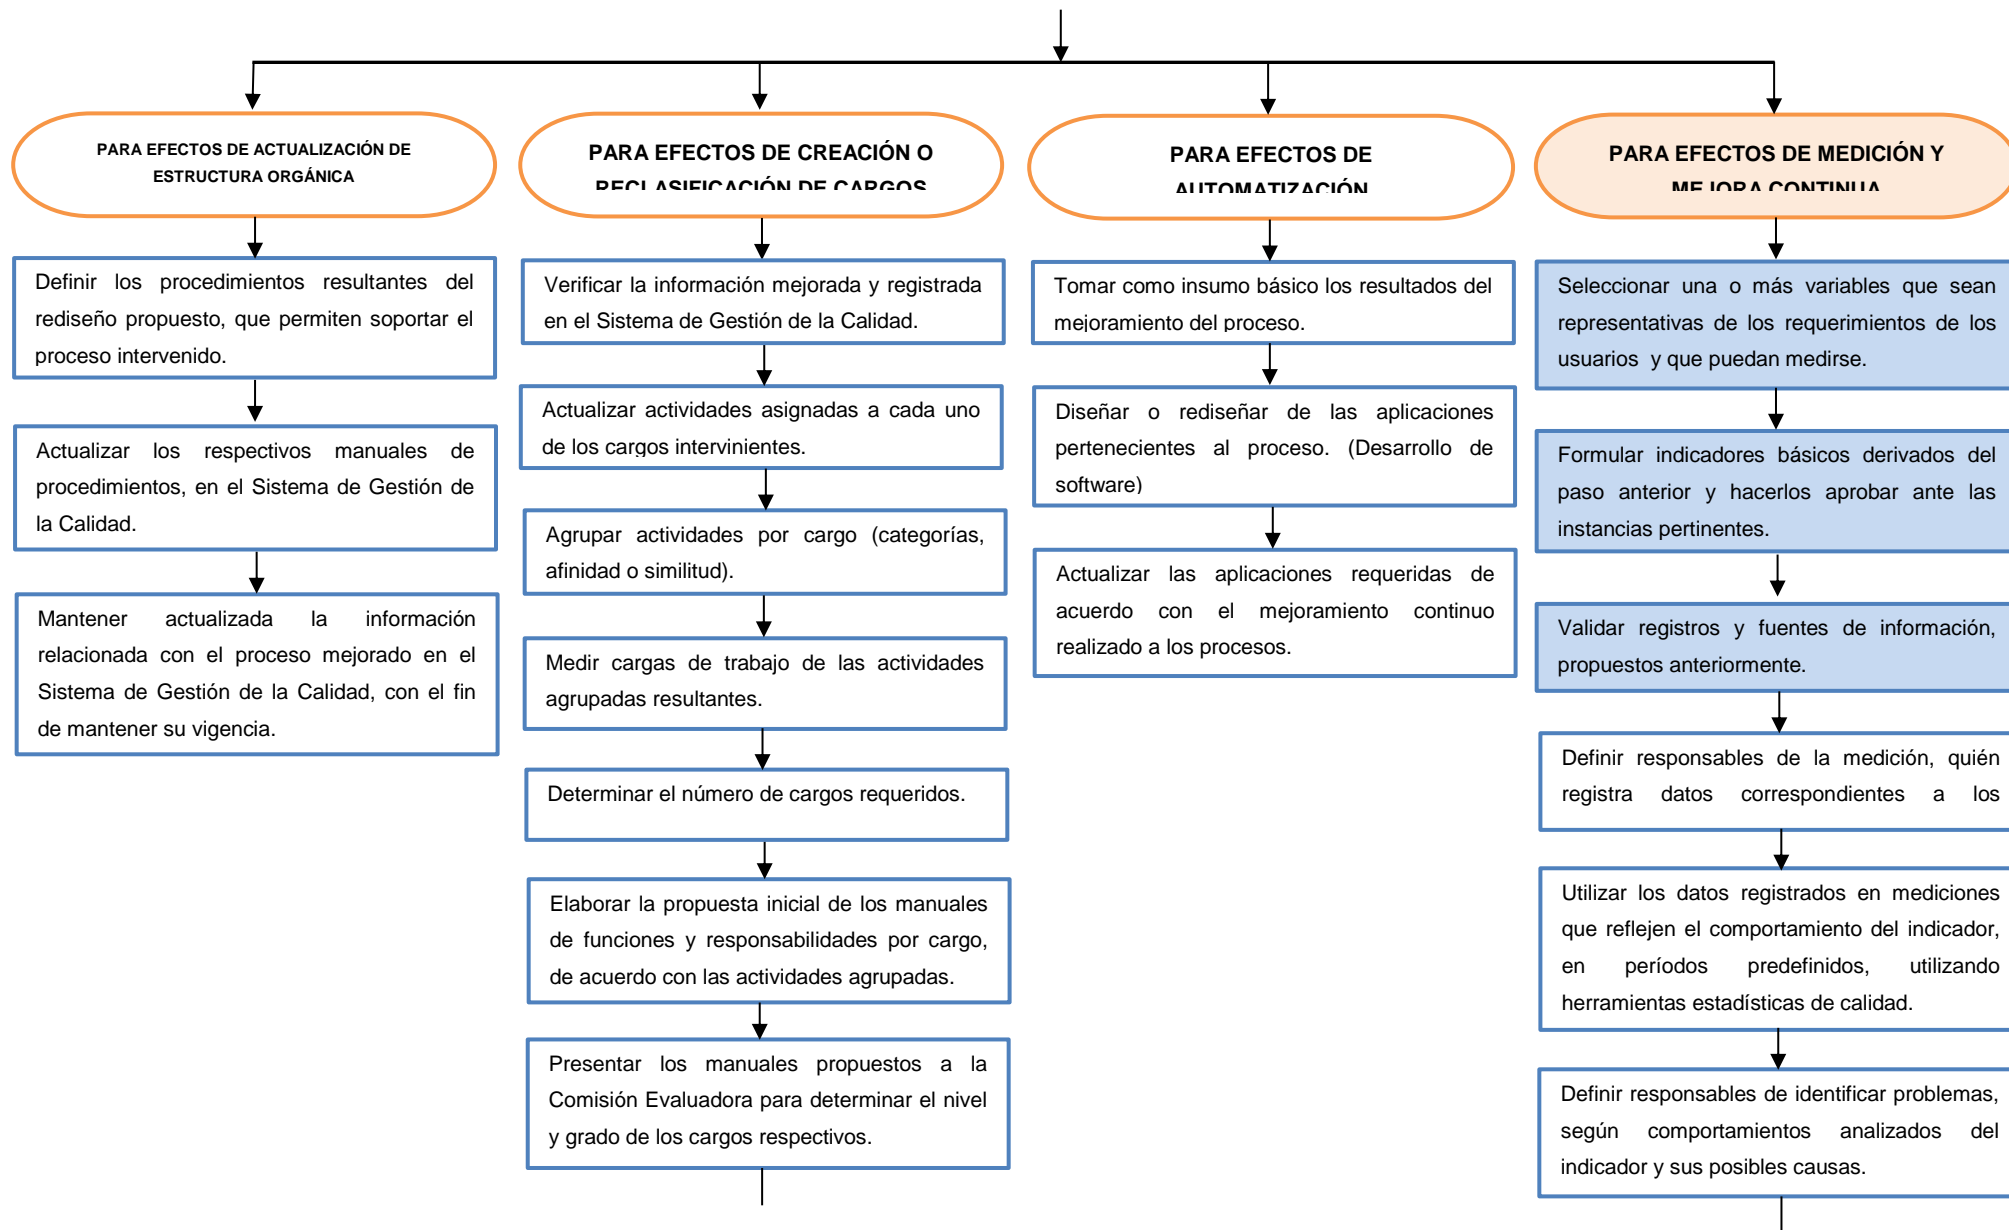 PARA EFECTOS DE ACTUALIZACIÓN DE
ESTRUCTURA ORGÁNICA
Definir los procedimientos resultantes del
rediseño propuesto, que permiten soportar el
proceso intervenido.
Actualizar los respectivos manuales de
procedimientos, en el Sistema de Gestión de
la Calidad.
Mantener actualizada la información
relacionada con el proceso mejorado en el
Sistema de Gestión de la Calidad, con el fin
de mantener su vigencia.
PARA EFECTOS DE CREACIÓN O
RECLASIFICACIÓN DE CARGOS
Verificar la información mejorada y registrada
en el Sistema de Gestión de la Calidad.
Actualizar actividades asignadas a cada uno
de los cargos intervinientes.
Agrupar actividades por cargo (categorías,
afinidad o similitud).
Medir cargas de trabajo de las actividades
agrupadas resultantes.
Determinar el número de cargos requeridos.
Elaborar la propuesta inicial de los manuales
de funciones y responsabilidades por cargo,
de acuerdo con las actividades agrupadas.
Presentar los manuales propuestos a la
Comisión Evaluadora para determinar el nivel
y grado de los cargos respectivos.
PARA EFECTOS DE
AUTOMATIZACIÓN
Tomar como insumo básico los resultados del
mejoramiento del proceso.
Diseñar o rediseñar de las aplicaciones
pertenecientes al proceso. (Desarrollo de
software)
Actualizar las aplicaciones requeridas de
acuerdo con el mejoramiento continuo
realizado a los procesos.
PARA EFECTOS DE MEDICIÓN Y
MEJORA CONTINUA
Seleccionar una o más variables que sean
representativas de los requerimientos de los
usuarios y que puedan medirse.
Formular indicadores básicos derivados del
paso anterior y hacerlos aprobar ante las
instancias pertinentes.
Validar registros y fuentes de información,
propuestos anteriormente.
Definir responsables de la medición, quién
registra datos correspondientes a los
Utilizar los datos registrados en mediciones
que reflejen el comportamiento del indicador,
en períodos predefinidos, utilizando
herramientas estadísticas de calidad.
Definir responsables de identificar problemas,
según comportamientos analizados del
indicador y sus posibles causas.